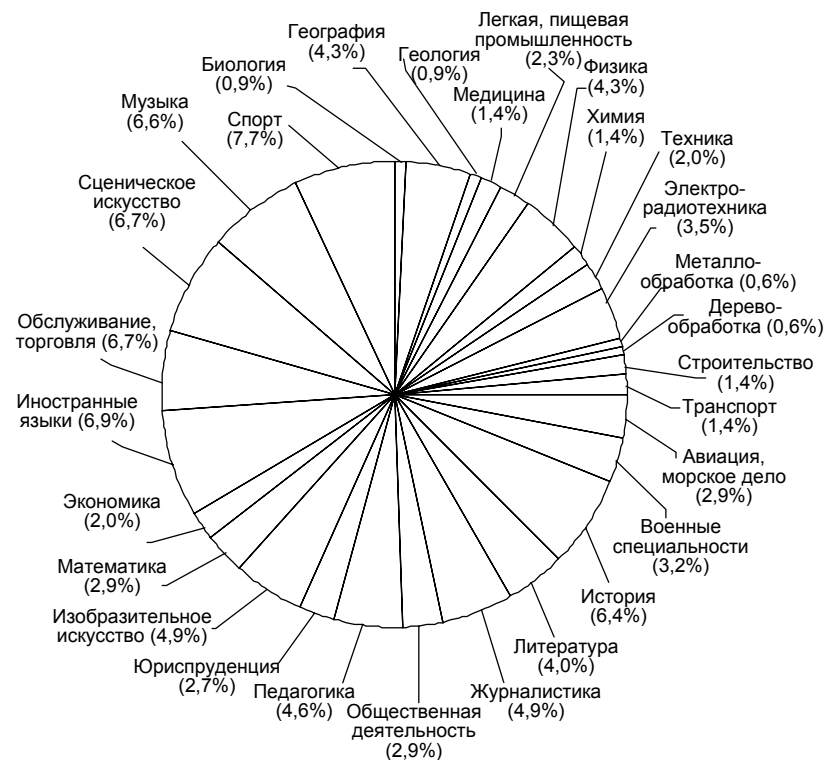 География
(4,3%)
Геология
(0,9%)
Легкая, пищевая
промышленность
(2,3%)
Физика
(4,3%)
Биология
(0,9%)
Медицина
(1,4%)
Химия
(1,4%)
Музыка
(6,6%)
Спорт
(7,7%)
Техника
(2,0%)
Сценическое
искусство
(6,7%)
Электро-
радиотехника
(3,5%)
Металло-
обработка (0,6%)
Дерево-
обработка (0,6%)
Обслуживание,
торговля (6,7%)
Строительство
(1,4%)
Иностранные
языки (6,9%)
Транспорт
(1,4%)
Авиация,
морское дело
(2,9%)
Экономика
(2,0%)
Военные
специальности
(3,2%)
Математика
(2,9%)
История
(6,4%)
Изобразительное
искусство (4,9%)
Литература
(4,0%)
Юриспруденция
(2,7%)
Педагогика
(4,6%)
Журналистика
(4,9%)
Общественная
деятельность
(2,9%)